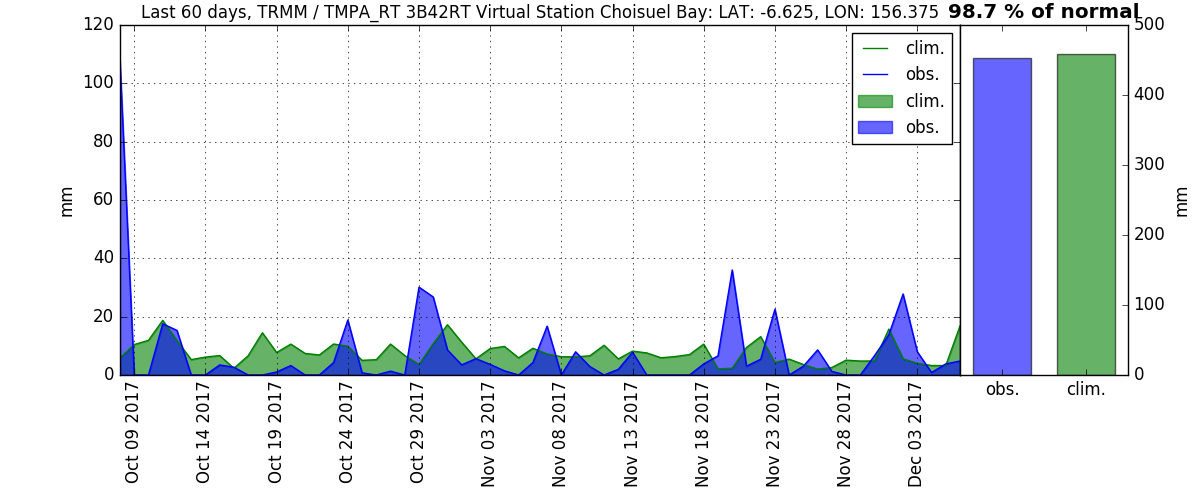 Last 60 days, TRMM / TMPA_RT 3B42RT Virtual Station Choisuel Bay: LAT: -6.625, LON: 156.375 98.7 % of normal
120
100
80
60
40
20
0
mm
clim.
obs.
clim.
obs.
Oct 09 2017
Oct 14 2017
Oct 19 2017
Oct 24 2017
Oct 29 2017
Nov 03 2017
Nov 08 2017
Nov 13 2017
Nov 18 2017
Nov 23 2017
Nov 28 2017
Dec 03 2017
500
400
300
200
100
0
mm
obs.
clim.